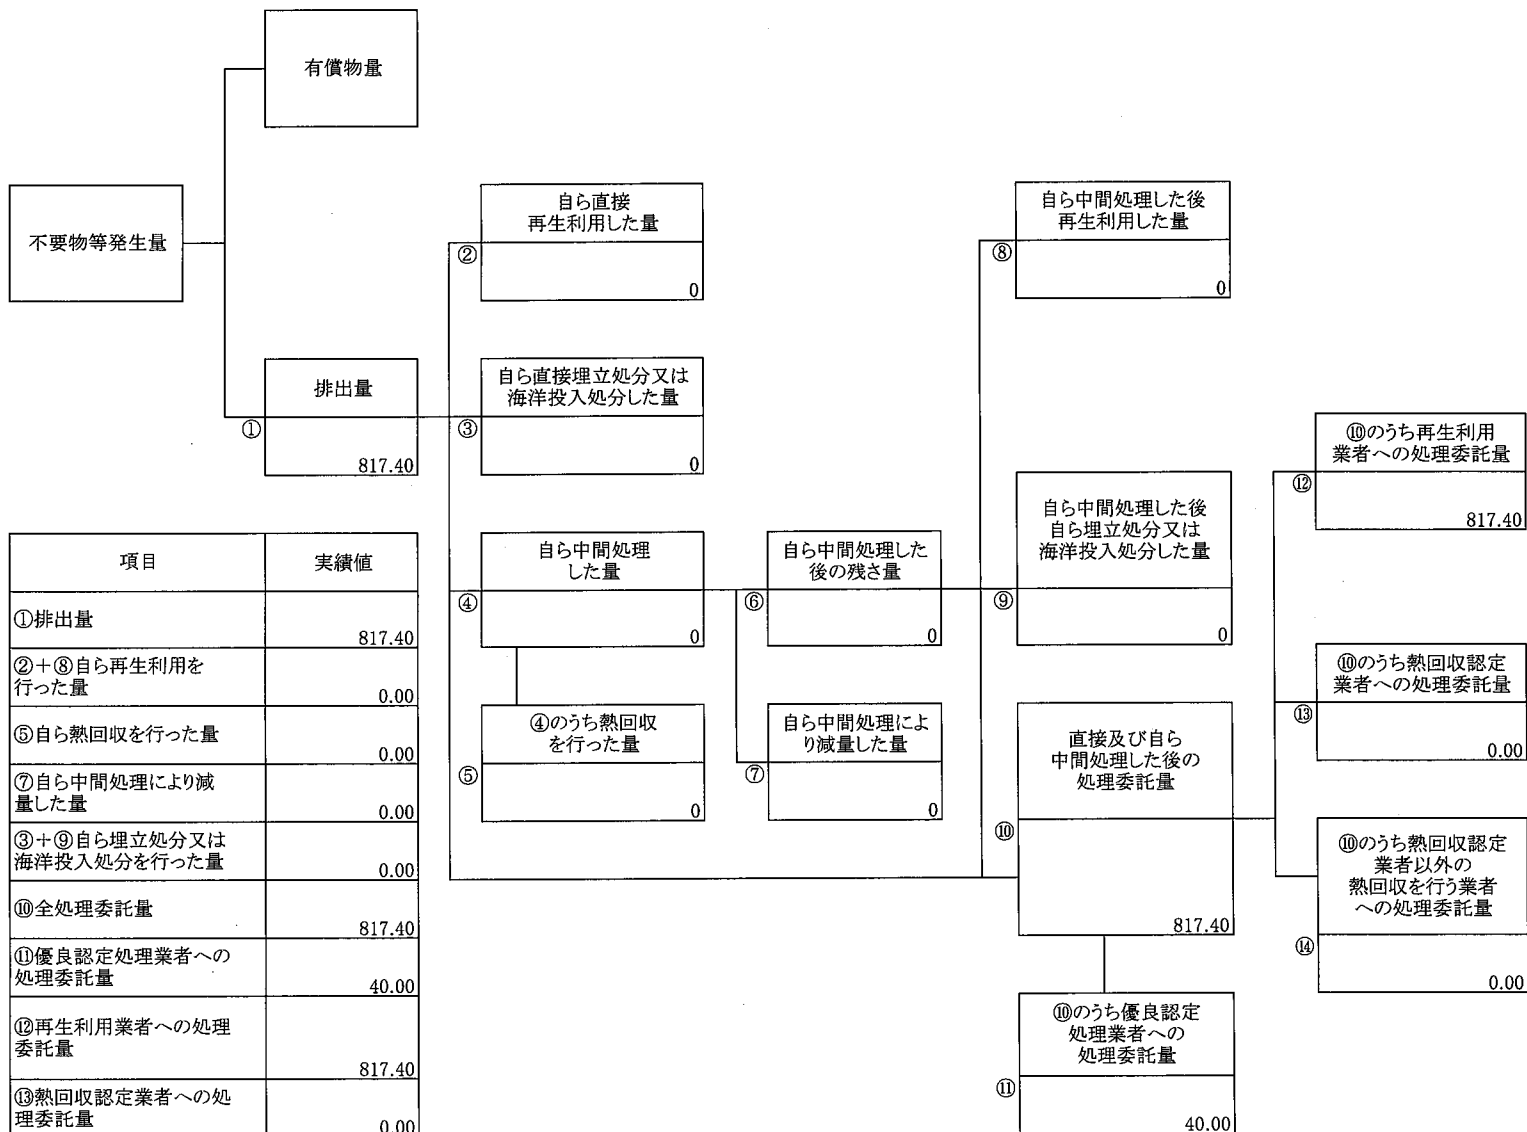 有償物量
不要物等発生量
自ら直接
再生利用した量
②
0
自ら中間処理した後
再生利用した量
⑧
0
排出量
①
817.40
自ら直接埋立処分又は
海洋投入処分した量
③
0
⑩のうち再生利用
業者への処理委託量
⑫
817.40
自ら中間処理
した量
④
0
自ら中間処理した
後の残さ量
⑥
0
自ら中間処理した後
自ら埋立処分又は
海洋投入処分した量
⑨
0
⑩のうち熱回収認定
業者への処理委託量
⑬
0.00
④のうち熱回収
を行った量
⑤
0
自ら中間処理によ
り減量した量
⑦
0
直接及び自ら
中間処理した後の
処理委託量
⑩
817.40
⑩のうち熱回収認定
業者以外の
熱回収を行う業者
への処理委託量
⑭
0.00
⑩のうち優良認定
処理業者への
処理委託量
⑪
40.00
項目 実績値
①排出量
817.40
②+⑧自ら再生利用を
行った量
0.00
⑤自ら熱回収を行った量
0.00
⑦自ら中間処理により減
量した量
0.00
③+⑨自ら埋立処分又は
海洋投入処分を行った量
0.00
⑩全処理委託量
817.40
⑪優良認定処理業者への
処理委託量
40.00
⑫再生利用業者への処理
委託量
817.40
⑬熱回収認定業者への処
理委託量
0.00